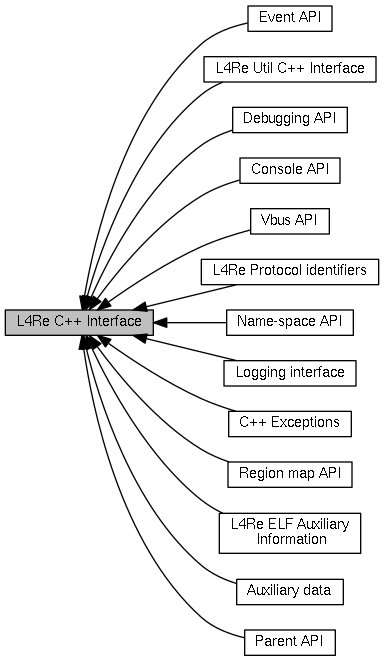 Event API
L4Re Util C++ Interface
Debugging API
Console API
Vbus API
L4Re Protocol identifiers
L4Re C++ Interface
Name-space API
Logging interface
C++ Exceptions
Region map API
L4Re ELF Auxiliary
Information
Auxiliary data
Parent API